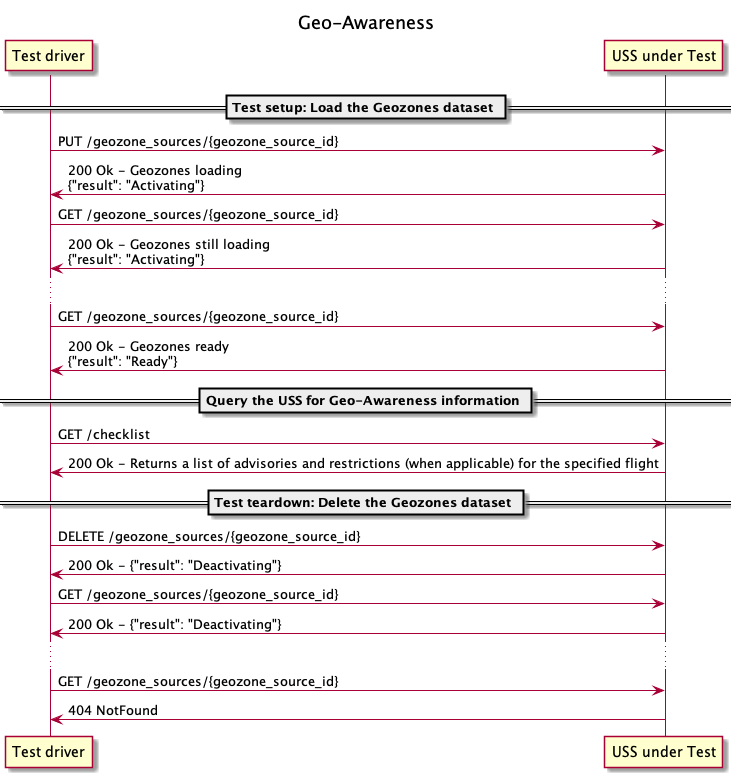 Geo-Awareness
Test driver
USS under Test
Test setup: Load the Geozones dataset
PUT /geozone_sources/{geozone_source_id}
200 Ok - Geozones loading
{"result": "Activating"}
GET /geozone_sources/{geozone_source_id}
200 Ok - Geozones still loading
{"result": "Activating"}
GET /geozone_sources/{geozone_source_id}
200 Ok - Geozones ready
{"result": "Ready"}
Query the USS for Geo-Awareness information
GET /checklist
200 Ok - Returns a list of advisories and restrictions (when applicable) for the specified flight
Test teardown: Delete the Geozones dataset
DELETE /geozone_sources/{geozone_source_id}
200 Ok - {"result": "Deactivating"}
GET /geozone_sources/{geozone_source_id}
200 Ok - {"result": "Deactivating"}
GET /geozone_sources/{geozone_source_id}
404 NotFound
Test driver
USS under Test